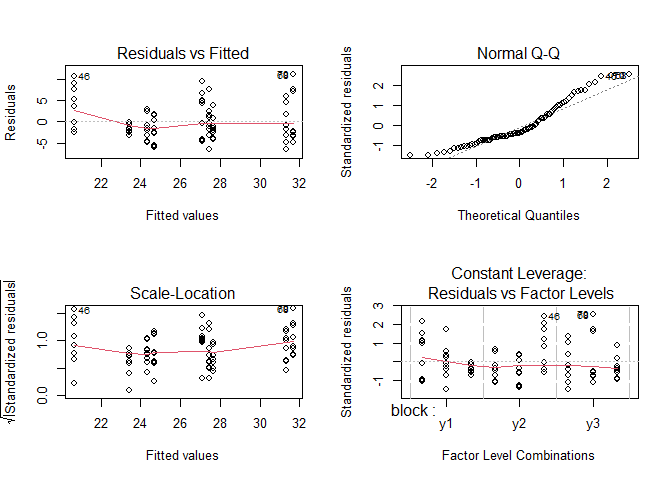 Residuals vs Fitted
Residuals
5
0
-5
46
69
22 24 26 28 30 32
Fitted values
Normal Q-Q
Standardized residuals
3
2
1
0
-1
46
-2 -1 0 1 2
Theoretical Quantiles
Scale-Location
√|Standardized residuals|
1.0
0.0
46
22 24 26 28 30 32
Fitted values
Constant Leverage:
Residuals vs Factor Levels
Standardized residuals
3
2
1
-1
46
block :
y1 y2 y3
Factor Level Combinations